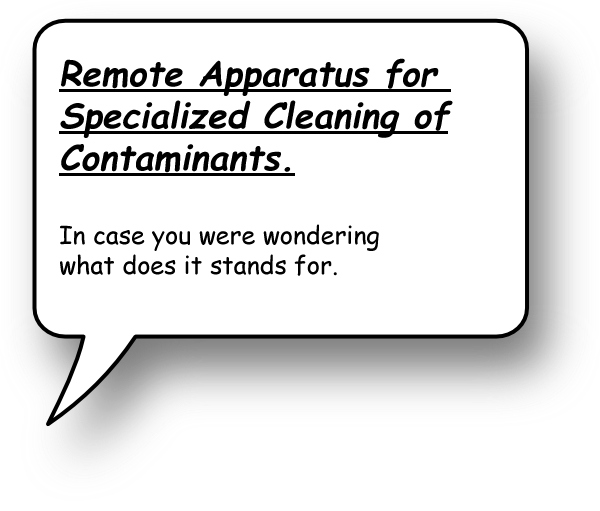 Remote Apparatus for
Specialized Cleaning of
Contaminants.
In case you were wondering
what does it stands for.